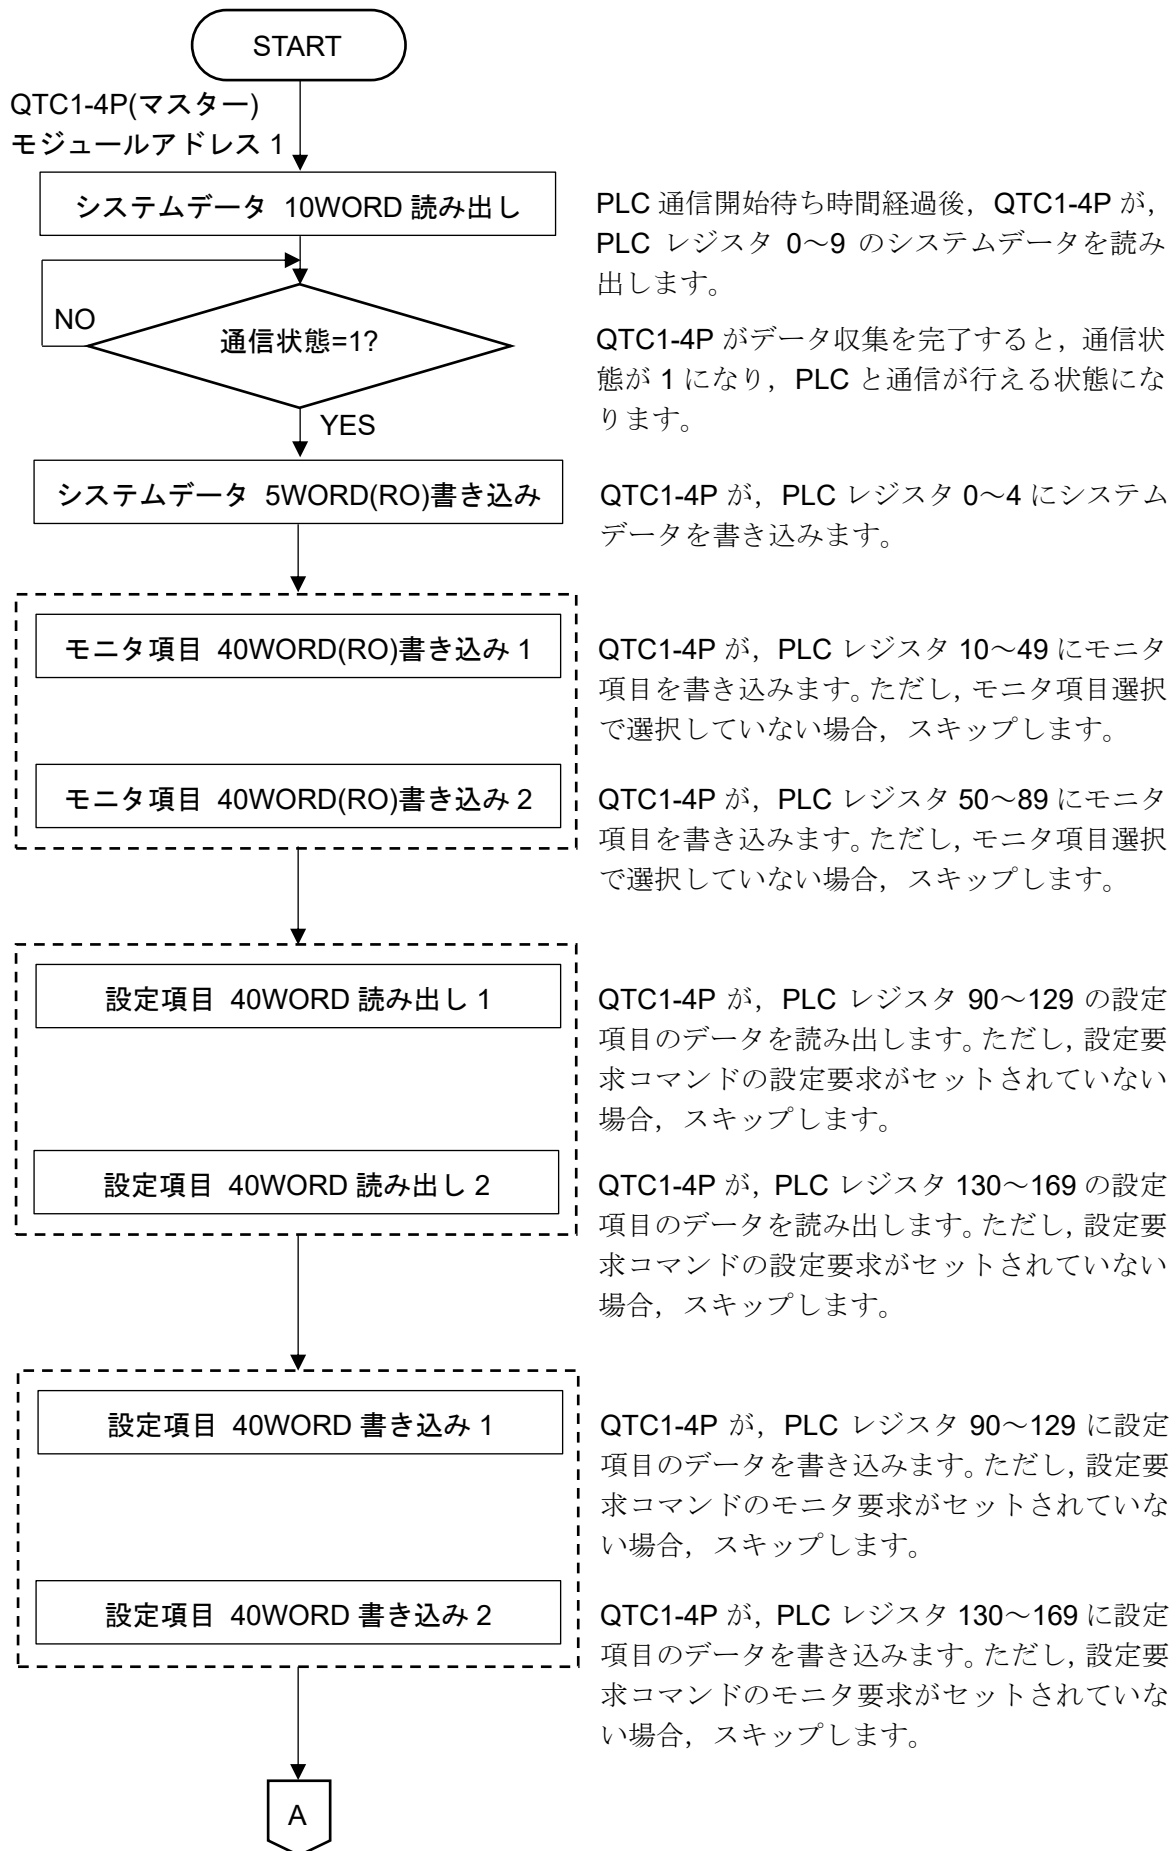 START
QTC1-4P(マスター)
モジュールアドレス 1
システムデータ 10WORD 読み出し
PLC 通信開始待ち時間経過後，QTC1-4P が，
PLC レジスタ 0～9 のシステムデータを読み
出します。
NO
通信状態=1?
QTC1-4P がデータ収集を完了すると，通信状
態が 1 になり，PLC と通信が行える状態にな
ります。
YES
システムデータ 5WORD(RO)書き込み
QTC1-4P が，PLC レジスタ 0～4 にシステム
データを書き込みます。
モニタ項目 40WORD(RO)書き込み 1
QTC1-4P が，PLC レジスタ 10～49 にモニタ
項目を書き込みます。ただし，モニタ項目選択
で選択していない場合，スキップします。
モニタ項目 40WORD(RO)書き込み 2
QTC1-4P が，PLC レジスタ 50～89 にモニタ
項目を書き込みます。ただし，モニタ項目選択
で選択していない場合，スキップします。
設定項目 40WORD 読み出し 1
QTC1-4P が，PLC レジスタ 90～129 の設定
項目のデータを読み出します。ただし，設定要
求コマンドの設定要求がセットされていない
場合，スキップします。
設定項目 40WORD 読み出し 2
QTC1-4P が，PLC レジスタ 130～169 の設定
項目のデータを読み出します。ただし，設定要
求コマンドの設定要求がセットされていない
場合，スキップします。
設定項目 40WORD 書き込み 1
QTC1-4P が，PLC レジスタ 90～129 に設定
項目のデータを書き込みます。ただし，設定要
求コマンドのモニタ要求がセットされていな
い場合，スキップします。
設定項目 40WORD 書き込み 2
QTC1-4P が，PLC レジスタ 130～169 に設定
項目のデータを書き込みます。ただし，設定要
求コマンドのモニタ要求がセットされていな
い場合，スキップします。
A